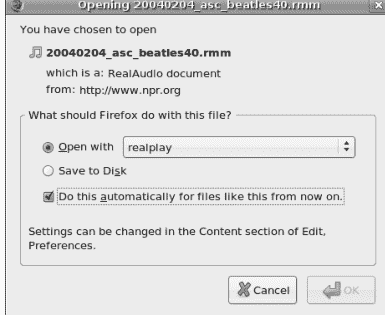 Opening 20040204_asc_beatles40.rmm
You have chosen to open
20040204_asc_beatles40.rmm
which is a: RealAudio document
from: http://www.npr.org
What should Firefox do with this file?
Open with realplay
Save to Disk
Do this automatically for files like this from now on.
Settings can be changed in the Content section of Edit,
Preferences.
Cancel OK